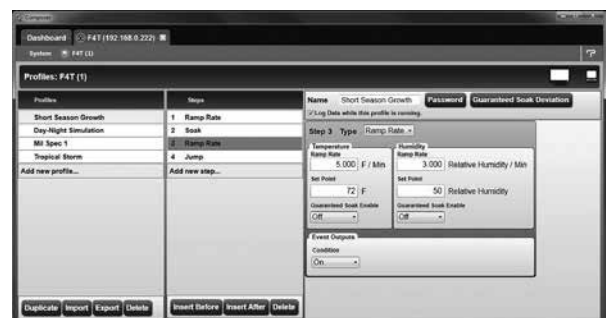 Composer
Dashboard F4T (192.168.0.222)
System F4T (1)
Profiles: F4T (1)
Profiles
Short Season Growth
Day-Night Simulation
Mil Spec 1
Tropical Storm
Add new profile...
Duplicate Import Export Delete
Steps
1 Ramp Rate
2 Soak
3 Ramp Rate
4 Jump
Add new step...
Insert Before Insert After Delete
Name Short Season Growth Password Guaranteed Soak Deviation
Log Data while this profile is running.
Step 3 Type Ramp Rate
Temperature
Ramp Rate
5.000 F / Min
Set Point
72 F
Guaranteed Soak Enable
Off
Humidity
Ramp Rate
3.000 Relative Humidity / Min
Set Point
50 Relative Humidity
Guaranteed Soak Enable
Off
Event Outputs
Condition
On